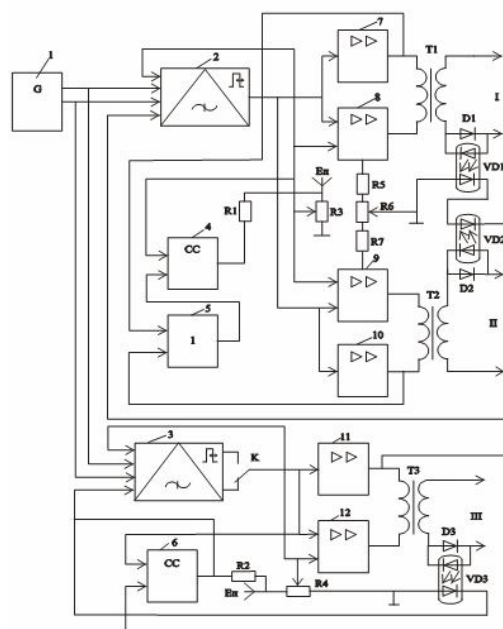 1
G
2
7
T1
8
I
D1
VD1
R5
Eп
R6
R1
R3
4
CC
R7
VD2
9
D2
5
1
T2
II
10
3
K
11
T3
12
III
D3
6
CC
R2
VD3
Eп
R4